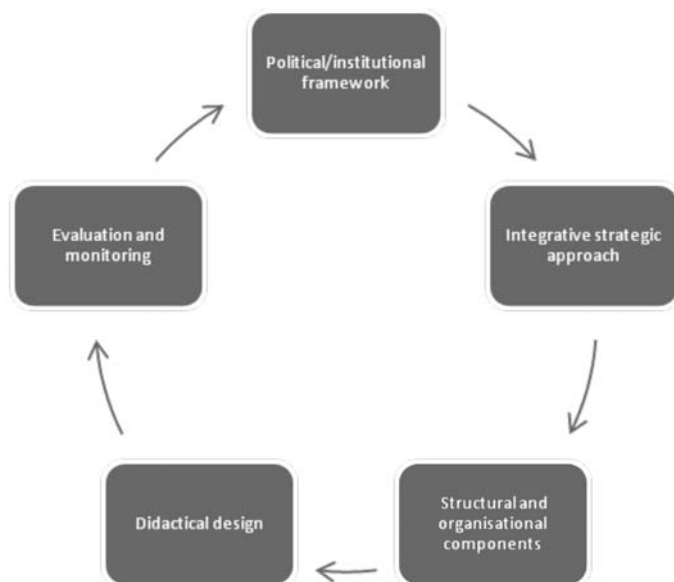 Political/institutional
framework
Integrative strategic
approach
Structural and
organisational
components
Didactical design
Evaluation and
monitoring